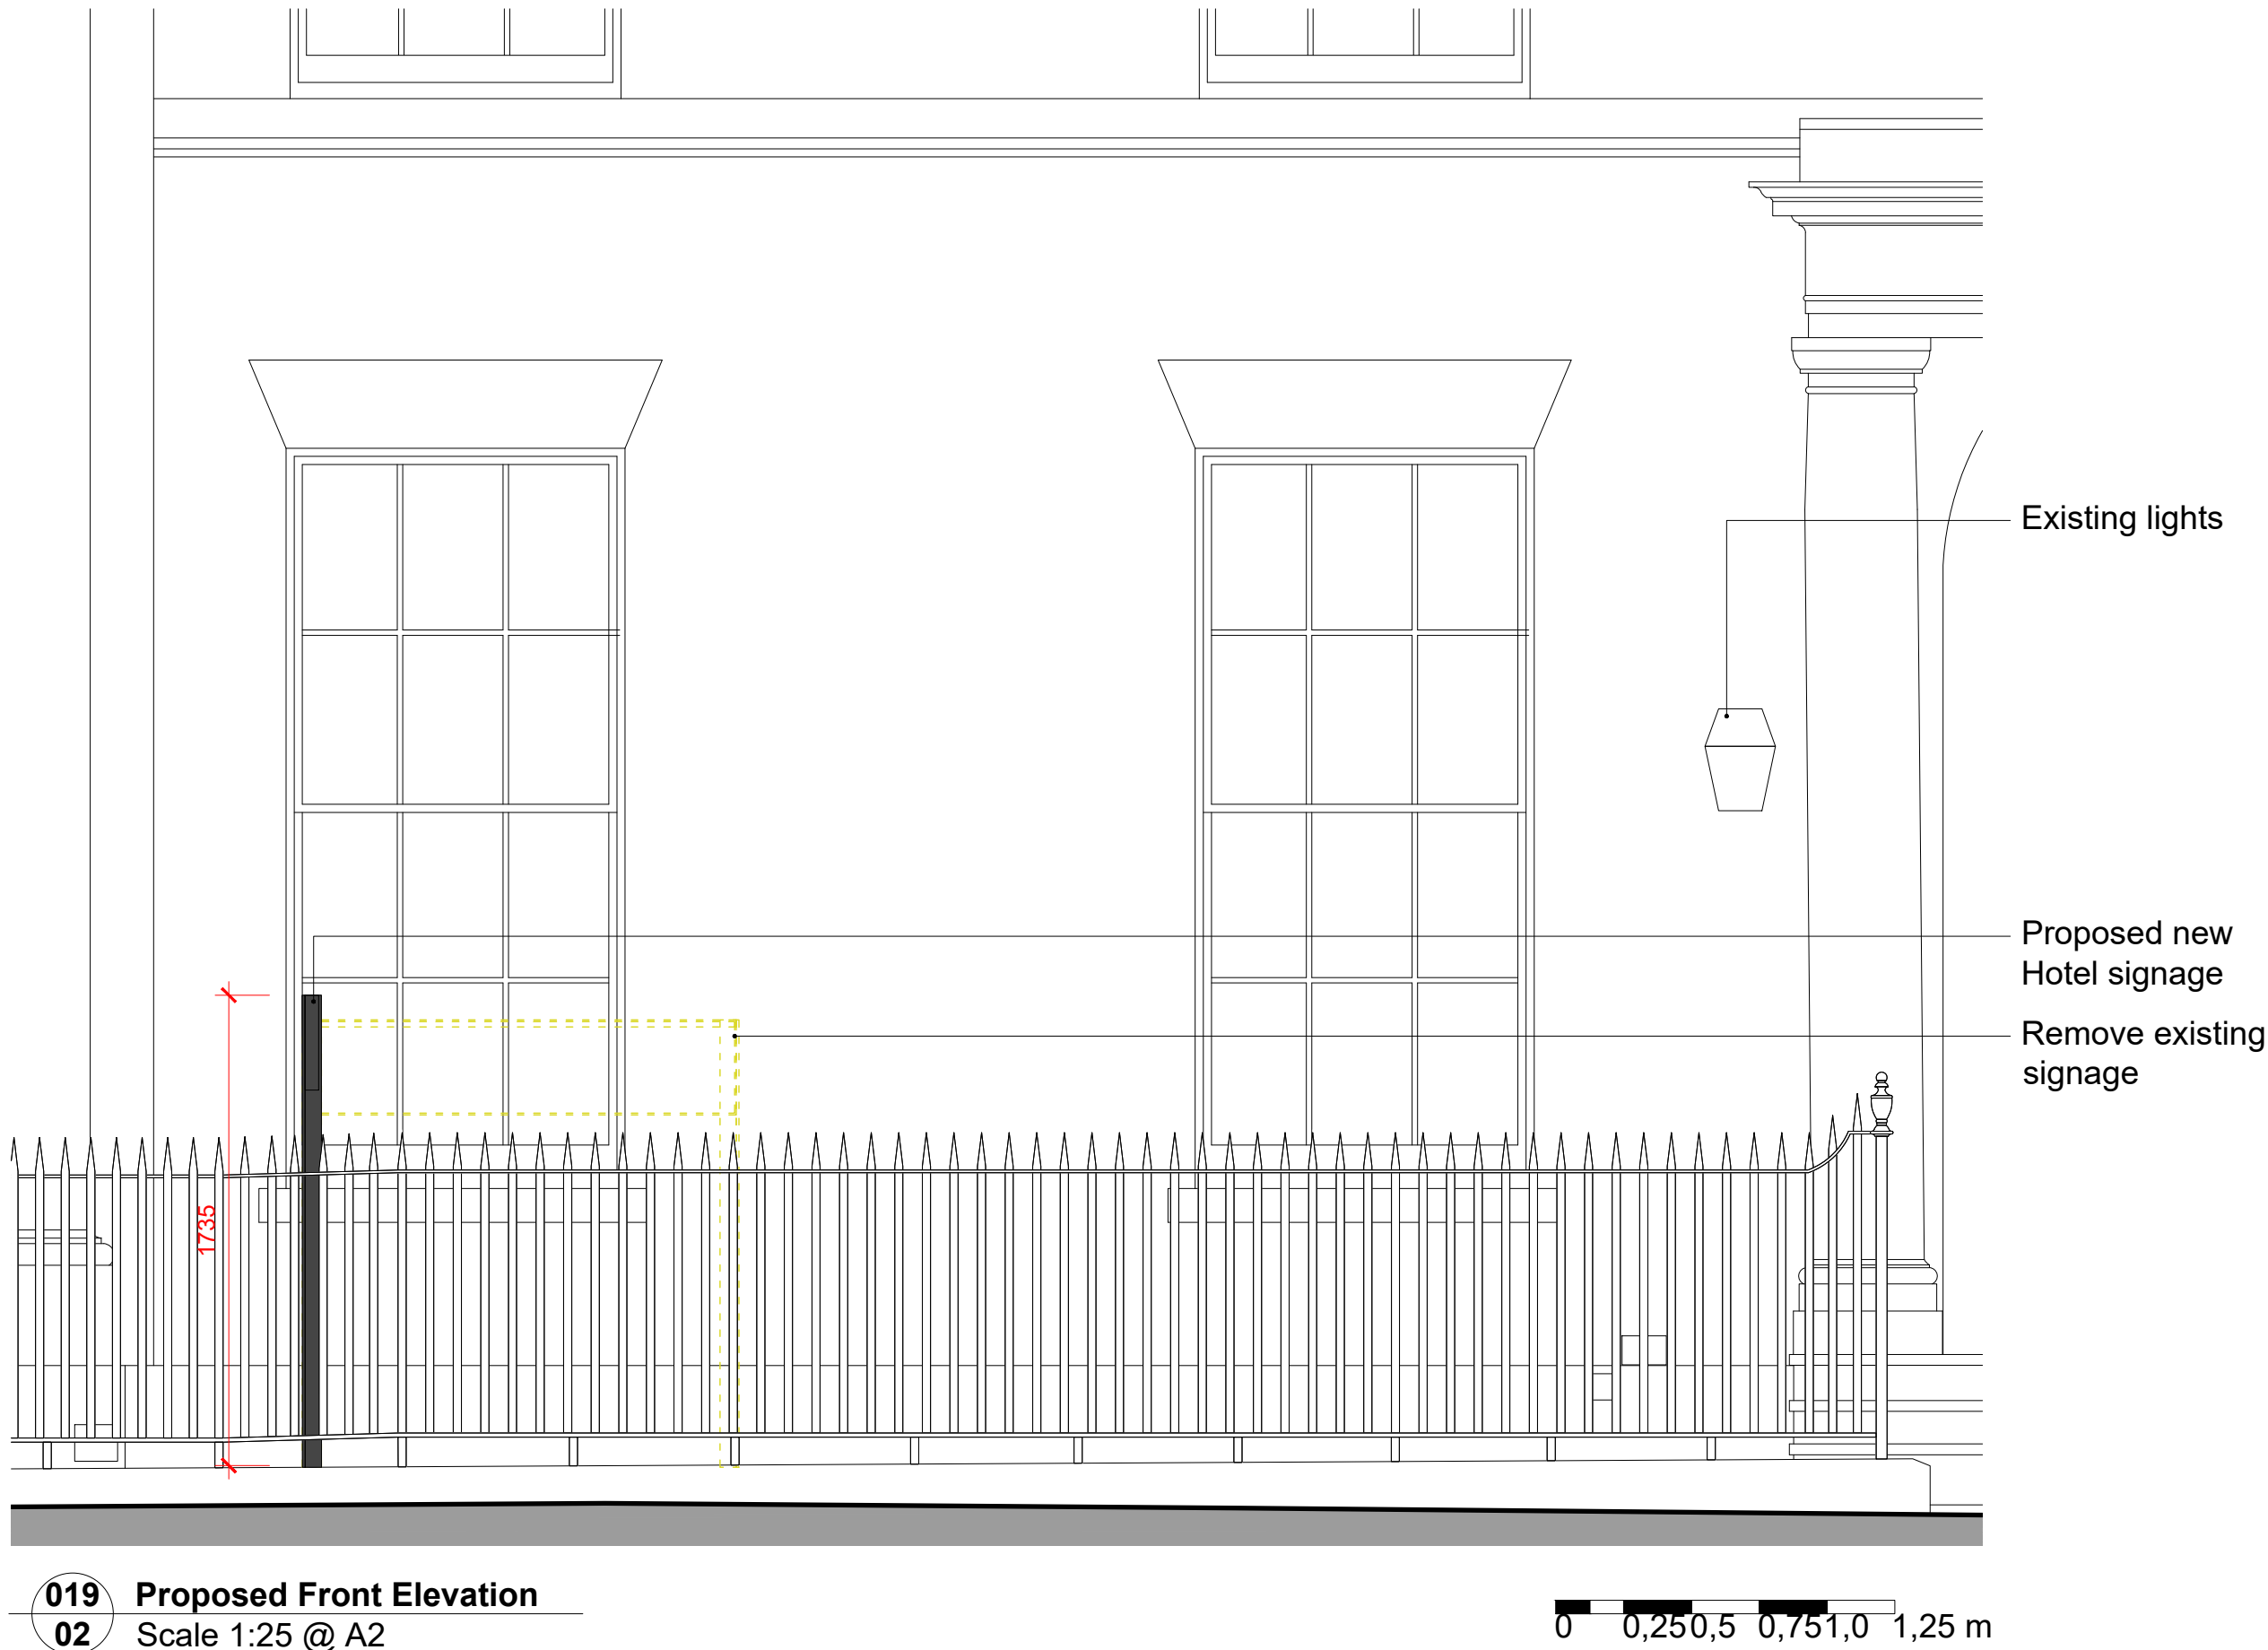 Existing lights
Proposed new
Hotel signage
Remove existing
signage
1735
019
02
Proposed Front Elevation
Scale 1:25 @ A2
0 0,25 0,5 0,75 1,0 1,25 m